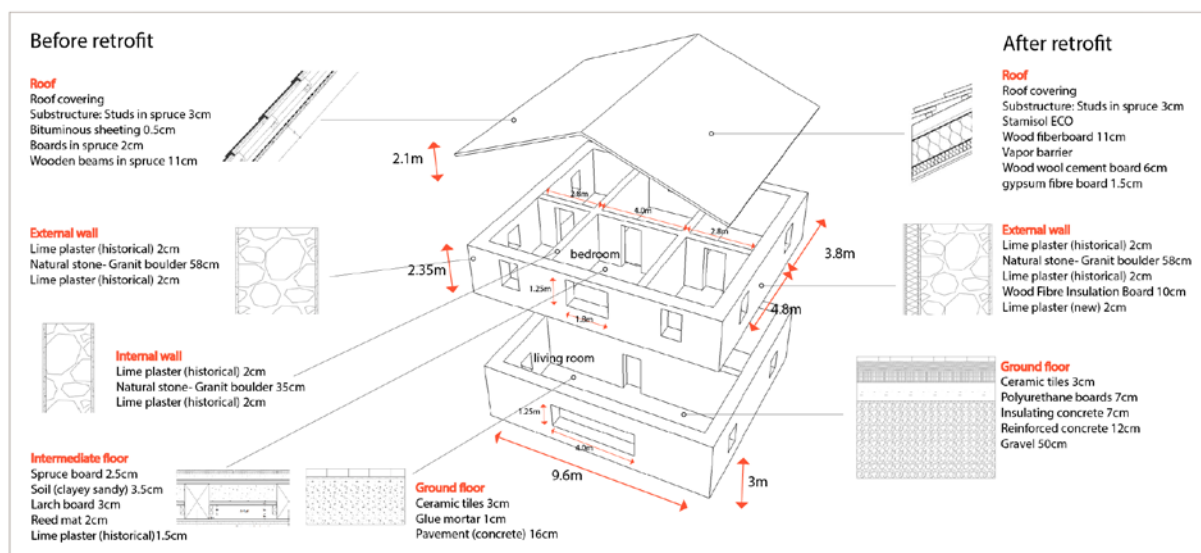 Before retrofit
Roof
Roof covering
Substructure: Studs in spruce 3cm
Bituminous sheeting 0.5cm
Boards in spruce 2cm
Wooden beams in spruce 11cm
External wall
Lime plaster (historical) 2cm
Natural stone- Granit boulder 58cm
Lime plaster (historical) 2cm
Internal wall
Lime plaster (historical) 2cm
Natural stone- Granit boulder 35cm
Lime plaster (historical) 2cm
Intermediate floor
Spruce board 2.5cm
Soil (clayey sandy) 3.5cm
Larch board 3cm
Reed mat 2cm
Lime plaster (historical)1.5cm
Ground floor
Ceramic tiles 3cm
Glue mortar 1cm
Pavement (concrete) 16cm
2.1m
2.35m
2.8m
4.0m
2.8m
bedroom
1.25m
1.8m
3.8m
4.8m
living room
1.25m
4.0m
9.6m
3m
After retrofit
Roof
Roof covering
Substructure: Studs in spruce 3cm
Stamisol ECO
Wood fiberboard 11cm
Vapor barrier
Wood wool cement board 6cm
gypsum fibre board 1.5cm
External wall
Lime plaster (historical) 2cm
Natural stone- Granit boulder 58cm
Lime plaster (historical) 2cm
Wood Fibre Insulation Board 10cm
Lime plaster (new) 2cm
Ground floor
Ceramic tiles 3cm
Polyurethane boards 7cm
Insulating concrete 7cm
Reinforced concrete 12cm
Gravel 50cm